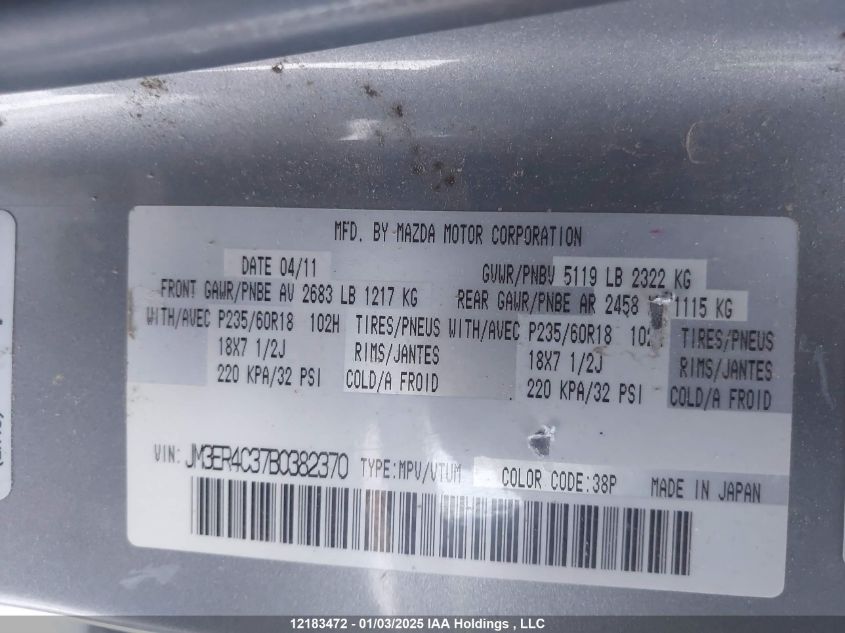 MFD. BY MAZDA MOTOR CORPORATION
DATE 04/11 GVWR/PNBV 5119 LB 2322 KG
FRONT GAWR/PNBE AV 2683 LB 1217 KG REAR GAWR/PNBE AR 2458 1115 KG
WITH/AVEC P235/60R18 102H TIRES/PNEUS WITH/AVEC P235/60R18 TIRES/PNEUS
18X7 1/2J RIMS/JANTES 18X7 1/2J RIMS/JANTES
220 KPA/32 PSI COLD/A FROID 220 KPA/32 PSI COLD/A FROID
VIN: JM3ER4C37B0382370 TYPE:MPV/VTUM COLOR CODE:38P MADE IN JAPAN
12183472 - 01/03/2025 IAA Holdings , LLC